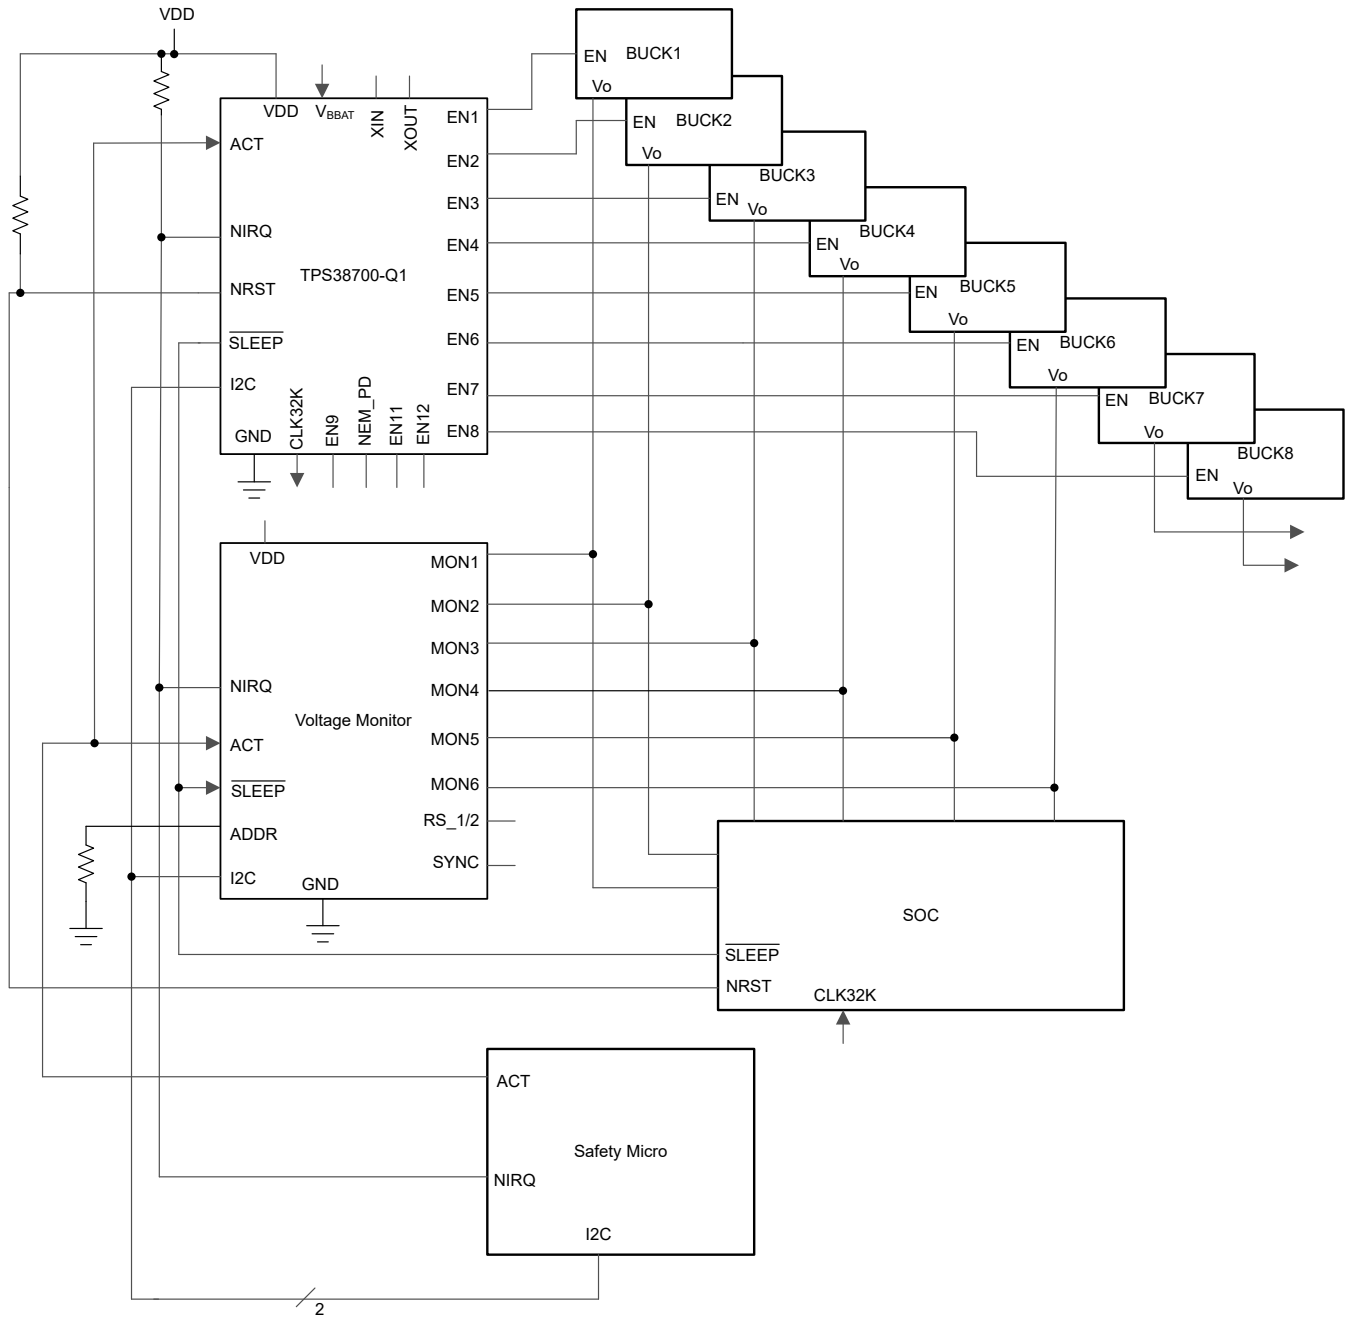 VDD
VDD
VBBAT
XIN
XOUT
ACT
NIRQ
NRST
SLEEP
I2C
GND
TPS38700-Q1
CLK32K
EN9
NEM_PD
EN11
EN12
EN1
EN2
EN3
EN4
EN5
EN6
EN7
EN8
EN
BUCK1
Vo
EN
BUCK2
Vo
BUCK3
EN
Vo
BUCK4
EN
Vo
BUCK5
EN
Vo
BUCK6
EN
Vo
BUCK7
EN
Vo
BUCK8
EN
Vo
VDD
NIRQ
ACT
SLEEP
ADDR
I2C
GND
Voltage Monitor
MON1
MON2
MON3
MON4
MON5
MON6
RS_1/2
SYNC
SOC
SLEEP
NRST
CLK32K
ACT
Safety Micro
NIRQ
I2C
2